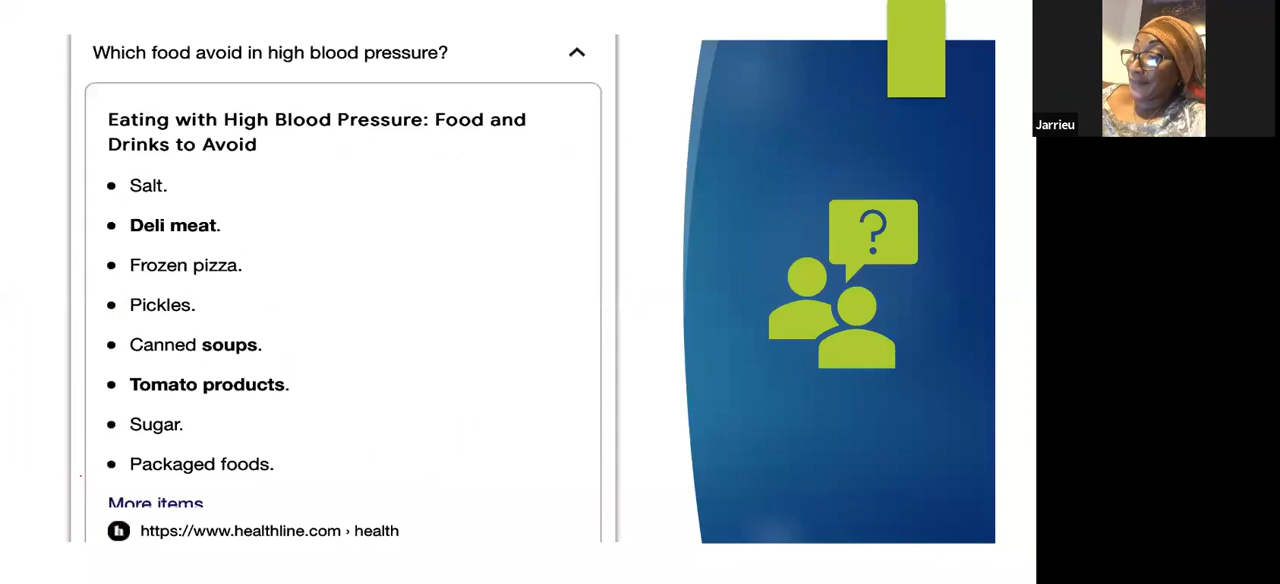 Which food avoid in high blood pressure?
Eating with High Blood Pressure: Food and
Drinks to Avoid
Salt.
Deli meat.
Frozen pizza.
Pickles.
Canned soups.
Tomato products.
Sugar.
Packaged foods.
More items
h https://www.healthline.com › health
?
Jarrieu